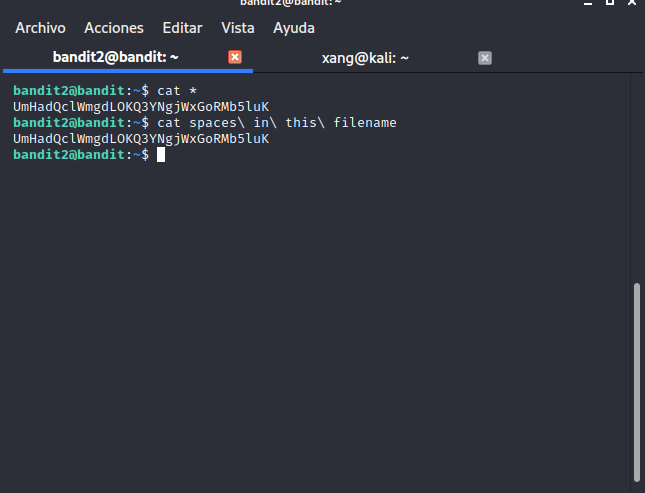 bandit2@bandit: ~
Archivo Acciones Editar Vista Ayuda
bandit2@bandit: ~ xang@kali: ~
bandit2@bandit:~$ cat *
UmHadQclWmgdLOKQ3YNgjWxGoRMb5luK
bandit2@bandit:~$ cat spaces\ in\ this\ filename
UmHadQclWmgdLOKQ3YNgjWxGoRMb5luK
bandit2@bandit:~$